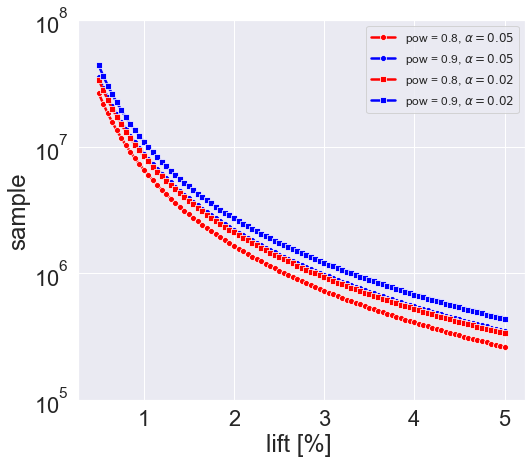 10^8
10^7
10^6
10^5
sample
pow = 0.8, α = 0.05
pow = 0.9, α = 0.05
pow = 0.8, α = 0.02
pow = 0.9, α = 0.02
1 2 3 4 5
lift [%]